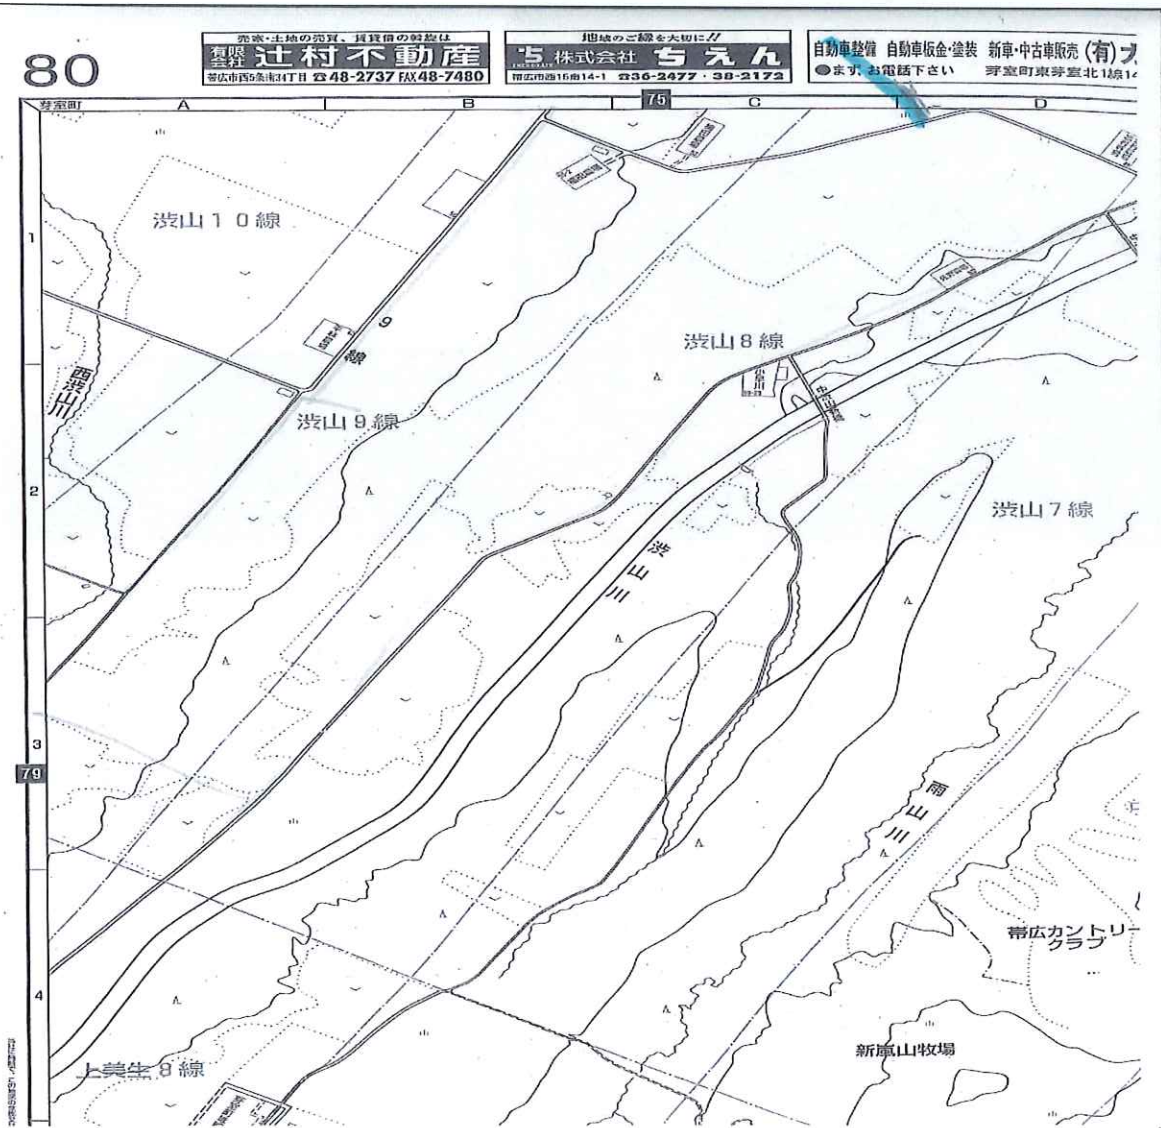 80
売家・土地の売買、賃貸借の斡旋は
有限会社 辻村不動産
帯広市西5条南34丁目 ☎48-2737 FAX48-7480
地域のご縁を大切に!!
株式会社 ちえん
帯広市西16南14-1 ☎36-2477・38-2172
自動車整備 自動車板金・塗装 新車・中古車販売 (有)
●まず、お電話下さい 芽室町東芽室北1線14
芽室町
A
B
75
C
D
1
渋山10線
9線
渋山8線
西渋山川
渋山9線
2
渋山7線
渋山川
3
79
雨山川
帯広カントリー
クラブ
4
新嵐山牧場
上美生8線